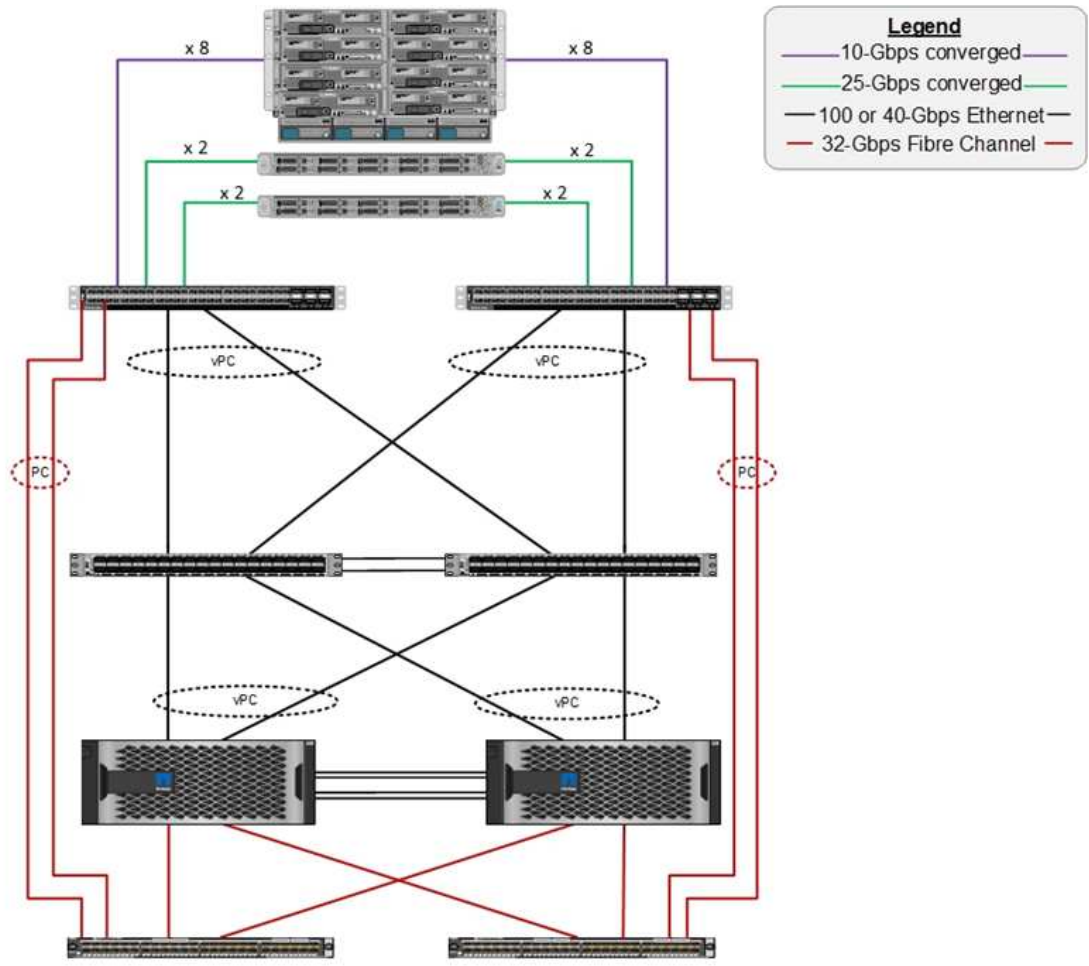 Legend
10-Gbps converged
25-Gbps converged
100 or 40-Gbps Ethernet
32-Gbps Fibre Channel
x 8
x 8
x 2
x 2
x 2
x 2
vPC
vPC
PC
PC
vPC
vPC